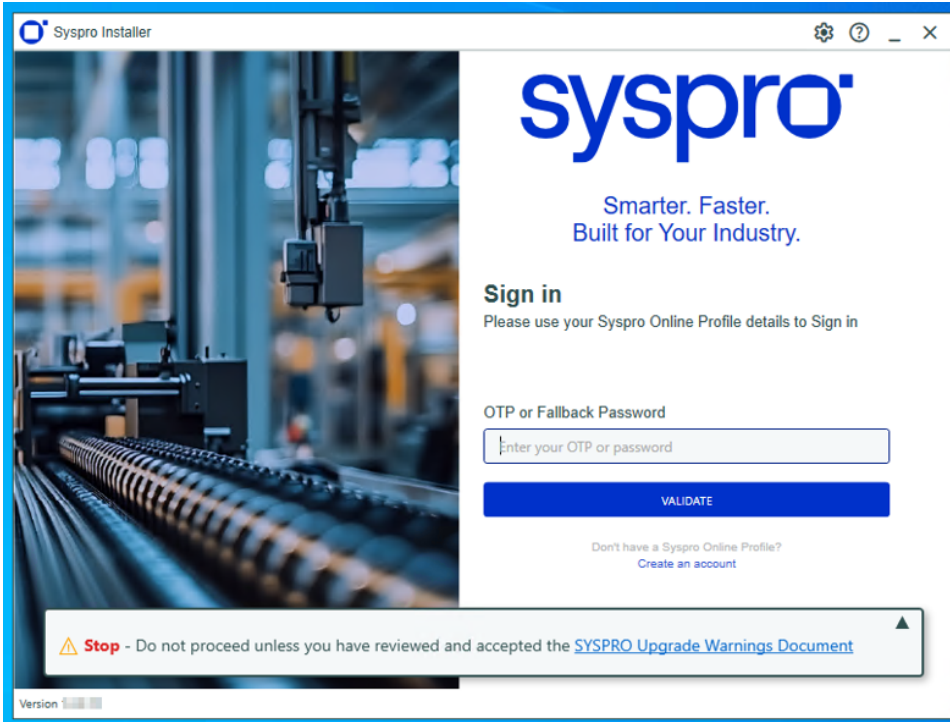 Syspro Installer
syspro
Smarter. Faster.
Built for Your Industry.
Sign in
Please use your Syspro Online Profile details to Sign in
OTP or Fallback Password
Enter your OTP or password
VALIDATE
Don't have a Syspro Online Profile?
Create an account
Stop - Do not proceed unless you have reviewed and accepted the SYSPRO Upgrade Warnings Document
Version